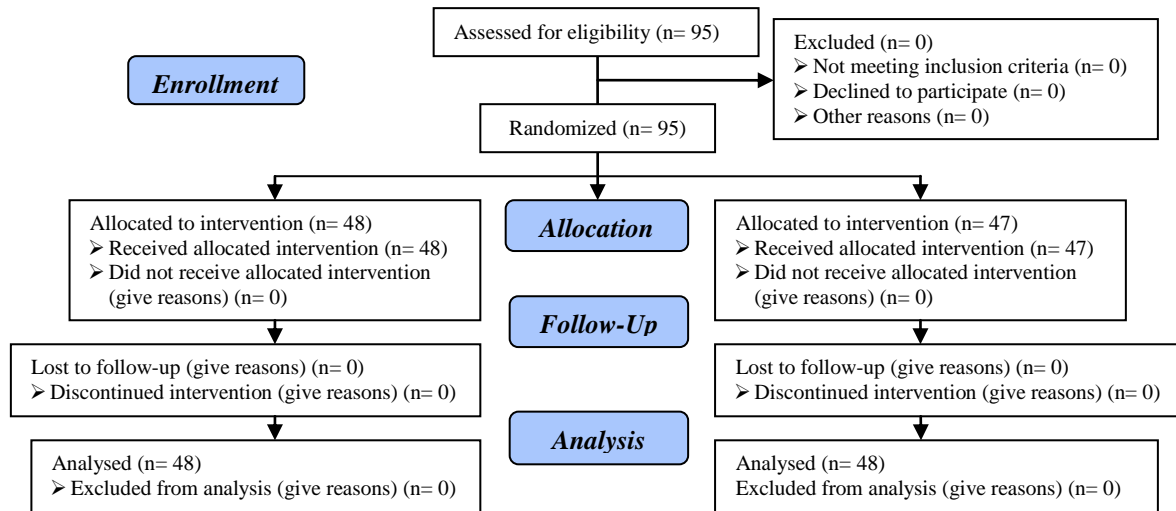 Assessed for eligibility (n= 95)
Excluded (n= 0)
➢ Not meeting inclusion criteria (n= 0)
➢ Declined to participate (n= 0)
➢ Other reasons (n= 0)
Enrollment
Randomized (n= 95)
Allocated to intervention (n= 48)
➢ Received allocated intervention (n= 48)
➢ Did not receive allocated intervention
(give reasons) (n= 0)
Allocation
Allocated to intervention (n= 47)
➢ Received allocated intervention (n= 47)
➢ Did not receive allocated intervention
(give reasons) (n= 0)
Follow-Up
Lost to follow-up (give reasons) (n= 0)
➢ Discontinued intervention (give reasons) (n= 0)
Lost to follow-up (give reasons) (n= 0)
➢ Discontinued intervention (give reasons) (n= 0)
Analysis
Analysed (n= 48)
➢ Excluded from analysis (give reasons) (n= 0)
Analysed (n= 48)
Excluded from analysis (give reasons) (n= 0)